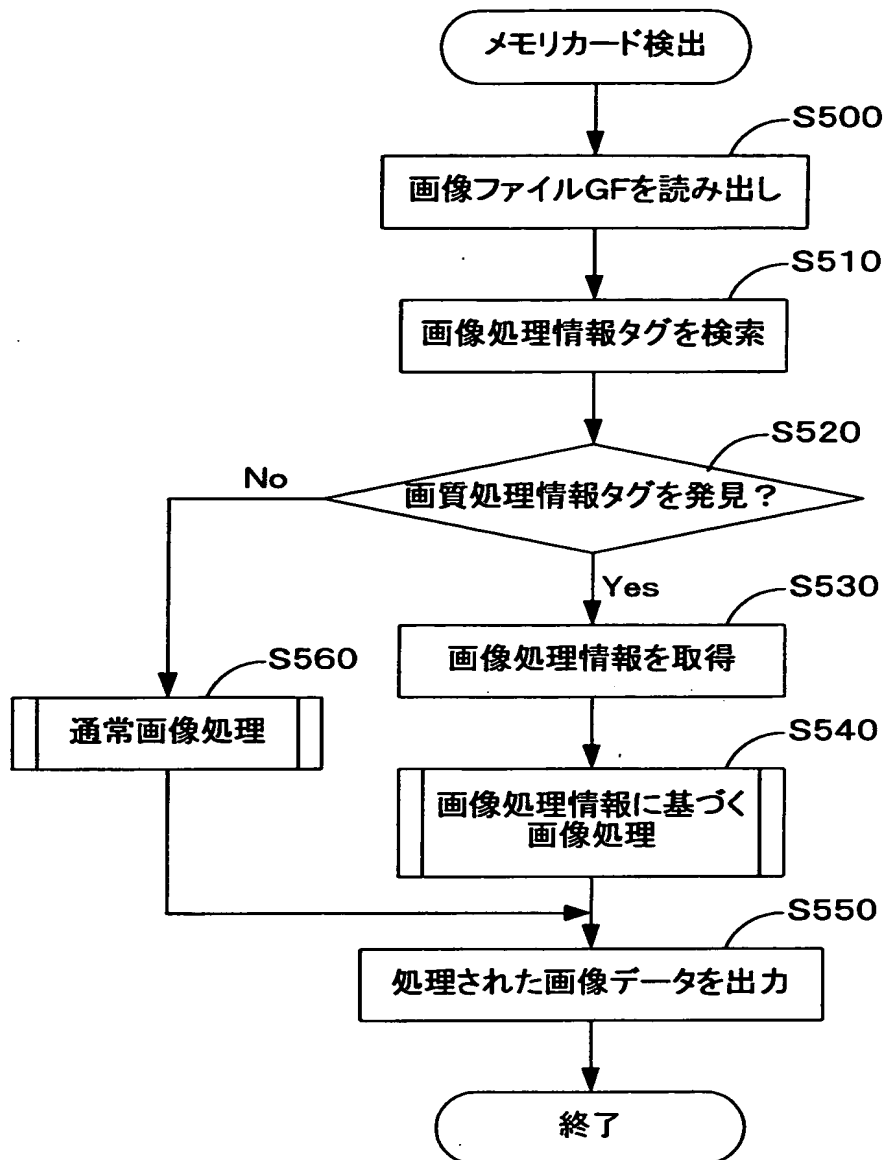 メモリカード検出
S500
画像ファイルGFを読み出し
S510
画像処理情報タグを検索
S520
No
画質処理情報タグを発見?
Yes
S530
画像処理情報を取得
S560
通常画像処理
S540
画像処理情報に基づく
画像処理
S550
処理された画像データを出力
終了